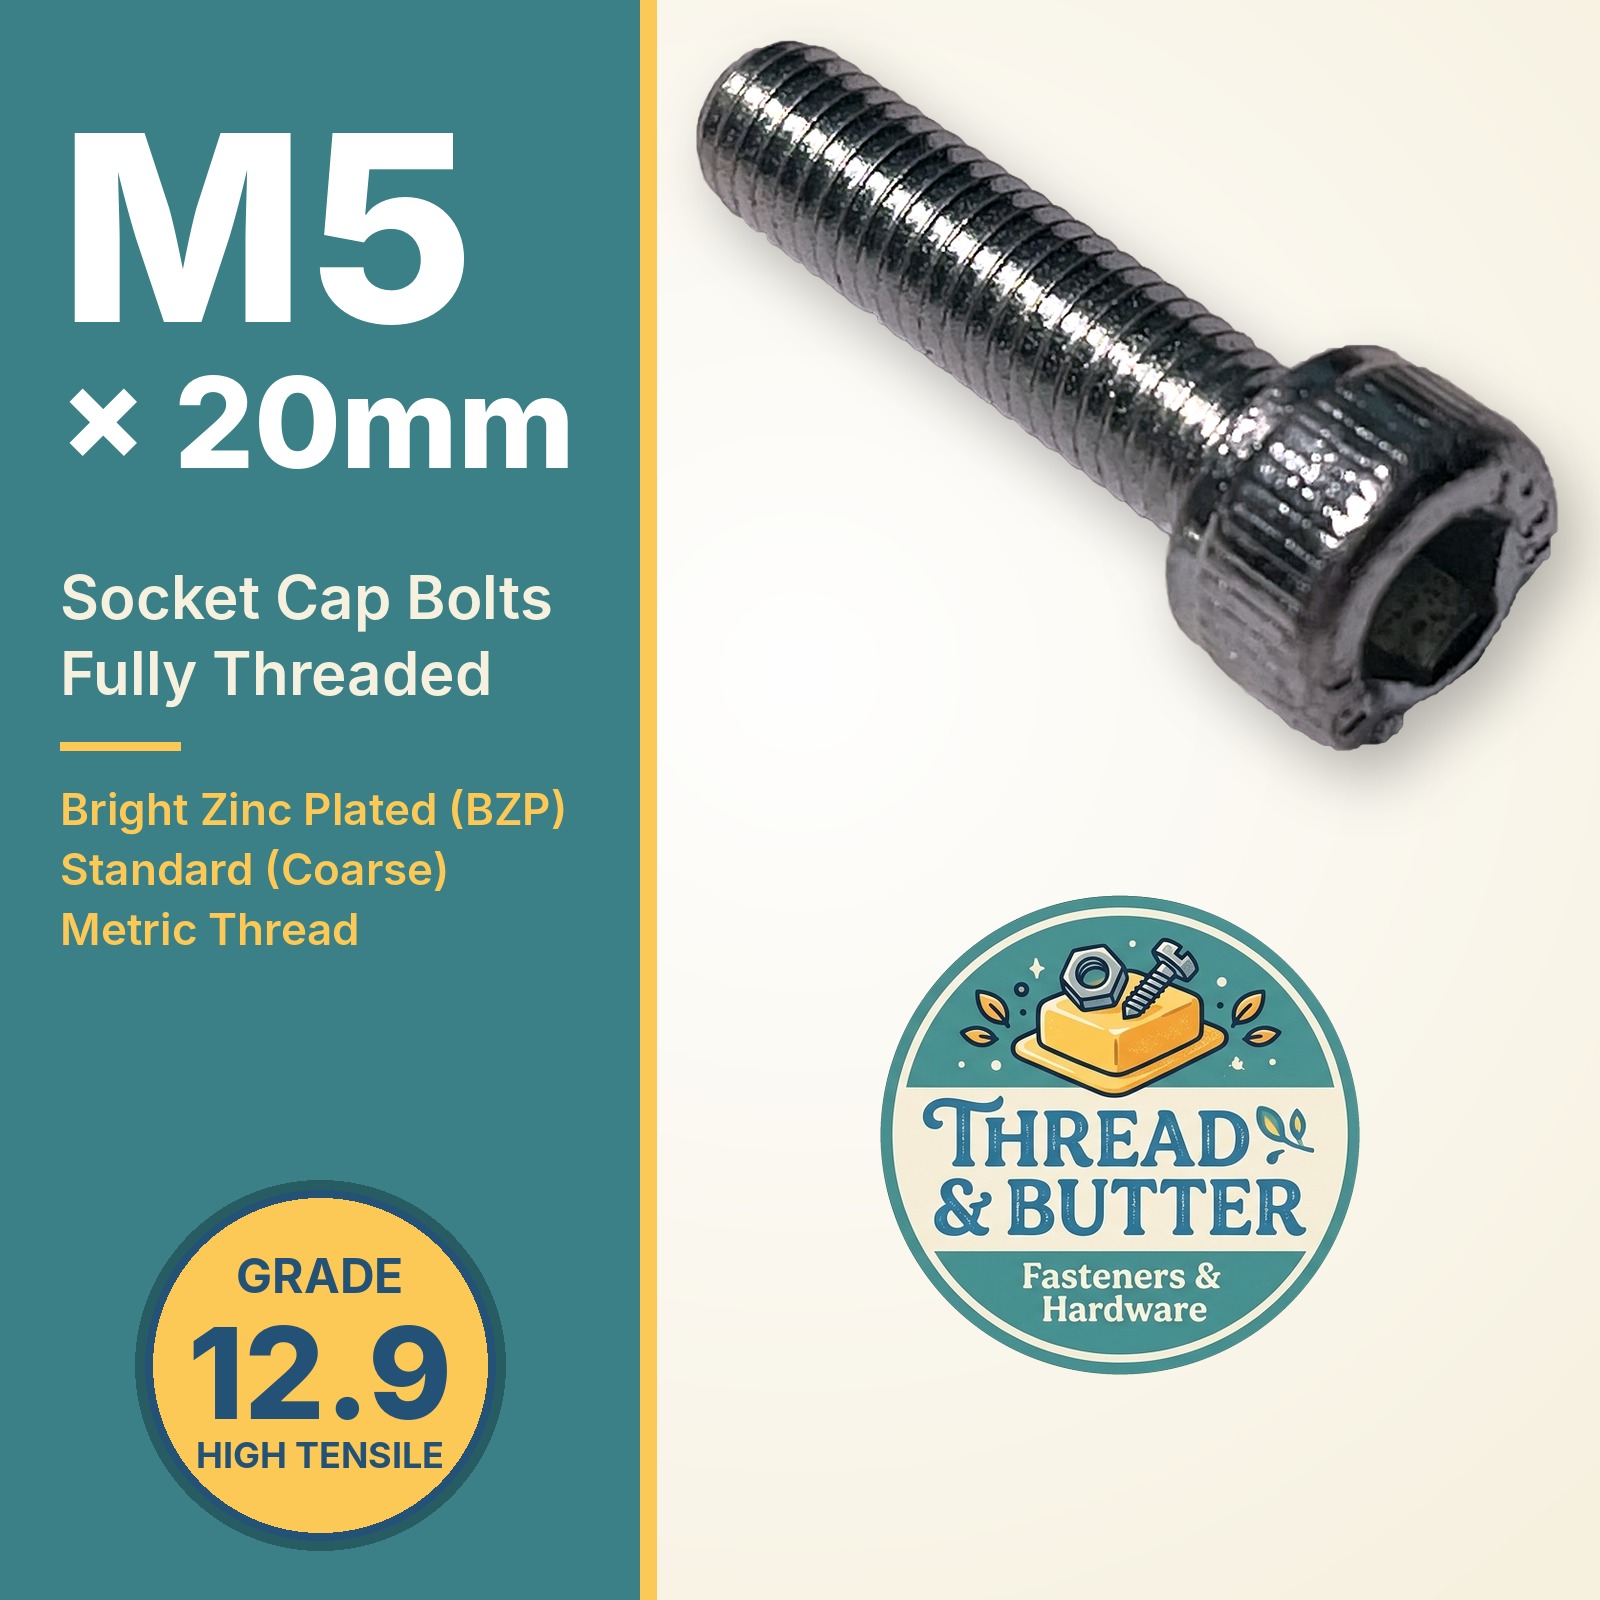 M5
× 20mm
Socket Cap Bolts
Fully Threaded
Bright Zinc Plated (BZP)
Standard (Coarse)
Metric Thread
GRADE
12.9
HIGH TENSILE
THREAD
& BUTTER
Fasteners &
Hardware